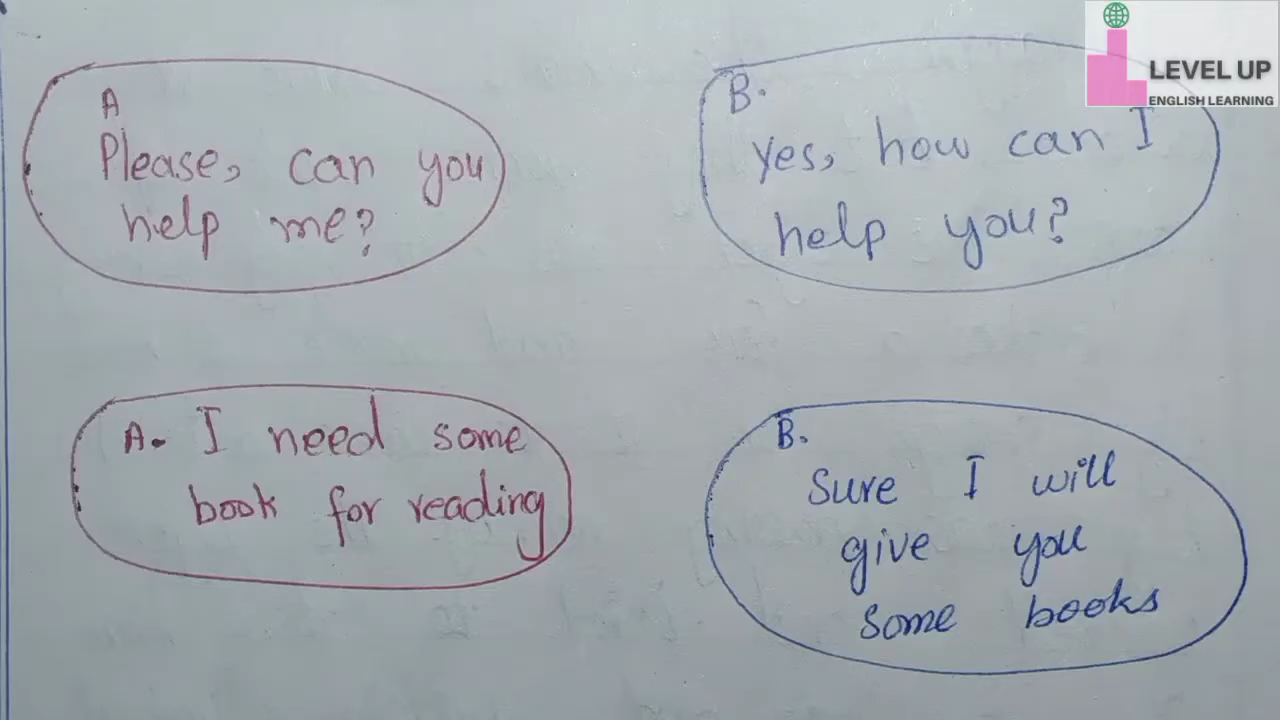 A
Please, can you
help me?
B.
Yes, how can I
help you?
A. I need some
book for reading
B.
Sure I will
give you
some books
LEVEL UP
ENGLISH LEARNING